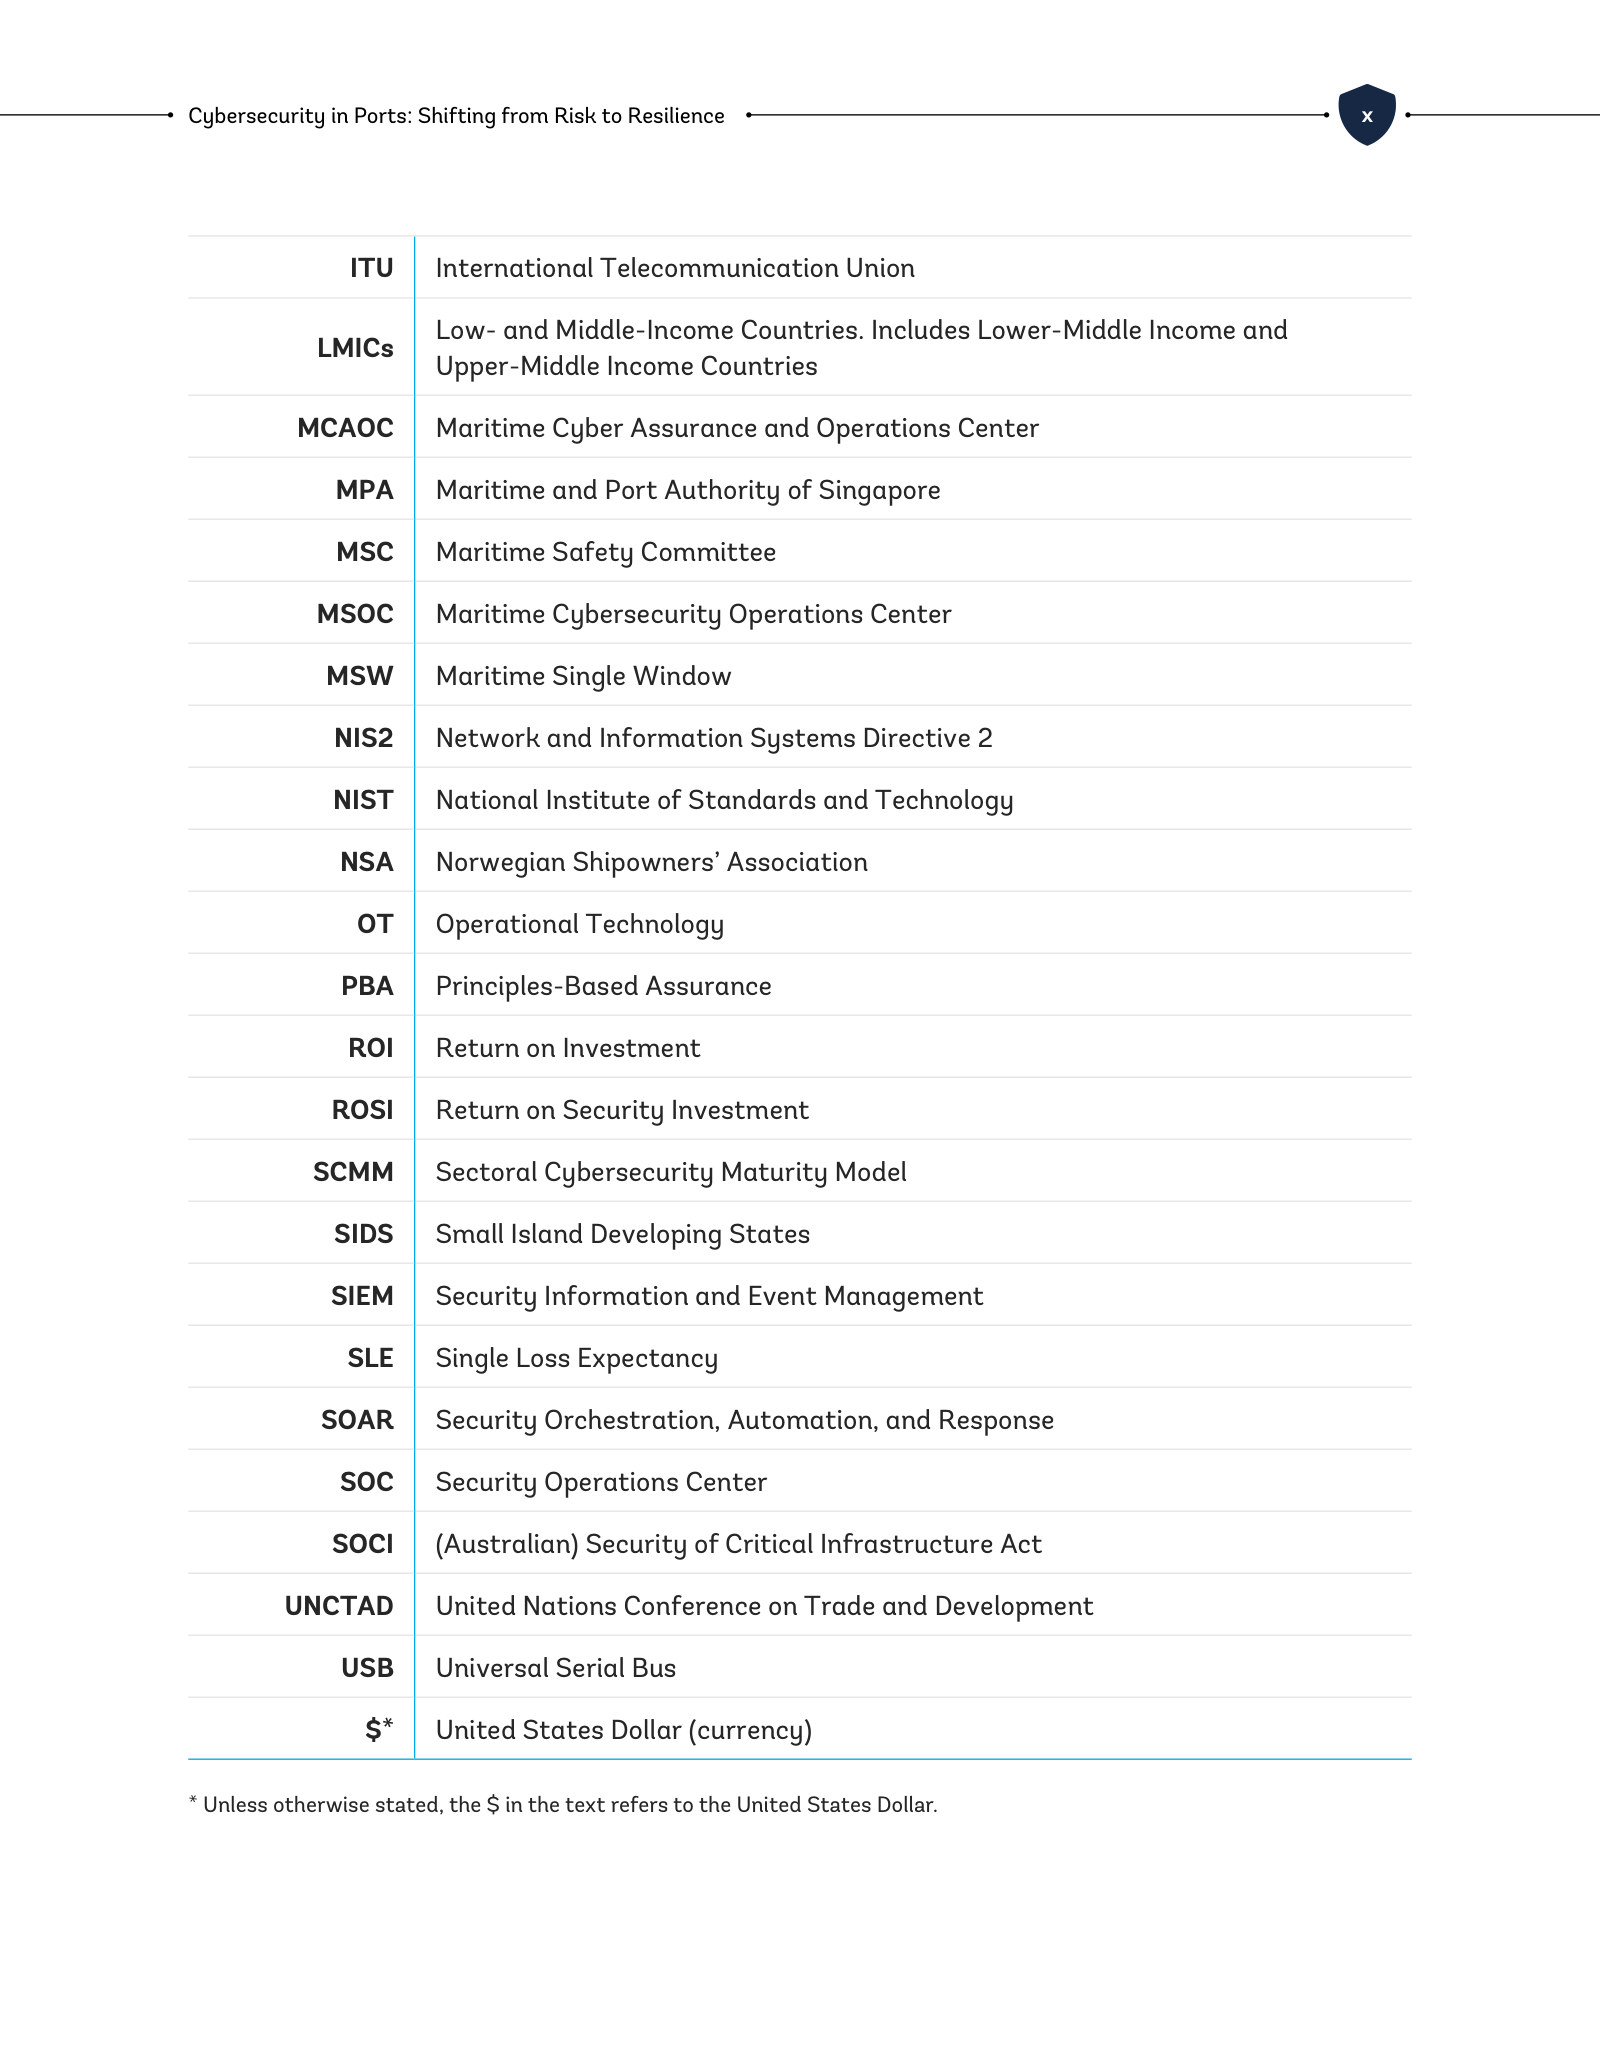 Cybersecurity in Ports: Shifting from Risk to Resilience
x
ITU International Telecommunication Union
LMICs Low- and Middle-Income Countries. Includes Lower-Middle Income and
Upper-Middle Income Countries
MCAOC Maritime Cyber Assurance and Operations Center
MPA Maritime and Port Authority of Singapore
MSC Maritime Safety Committee
MSOC Maritime Cybersecurity Operations Center
MSW Maritime Single Window
NIS2 Network and Information Systems Directive 2
NIST National Institute of Standards and Technology
NSA Norwegian Shipowners’ Association
OT Operational Technology
PBA Principles-Based Assurance
ROI Return on Investment
ROSI Return on Security Investment
SCMM Sectoral Cybersecurity Maturity Model
SIDS Small Island Developing States
SIEM Security Information and Event Management
SLE Single Loss Expectancy
SOAR Security Orchestration, Automation, and Response
SOC Security Operations Center
SOCI (Australian) Security of Critical Infrastructure Act
UNCTAD United Nations Conference on Trade and Development
USB Universal Serial Bus
$* United States Dollar (currency)
* Unless otherwise stated, the $ in the text refers to the United States Dollar.